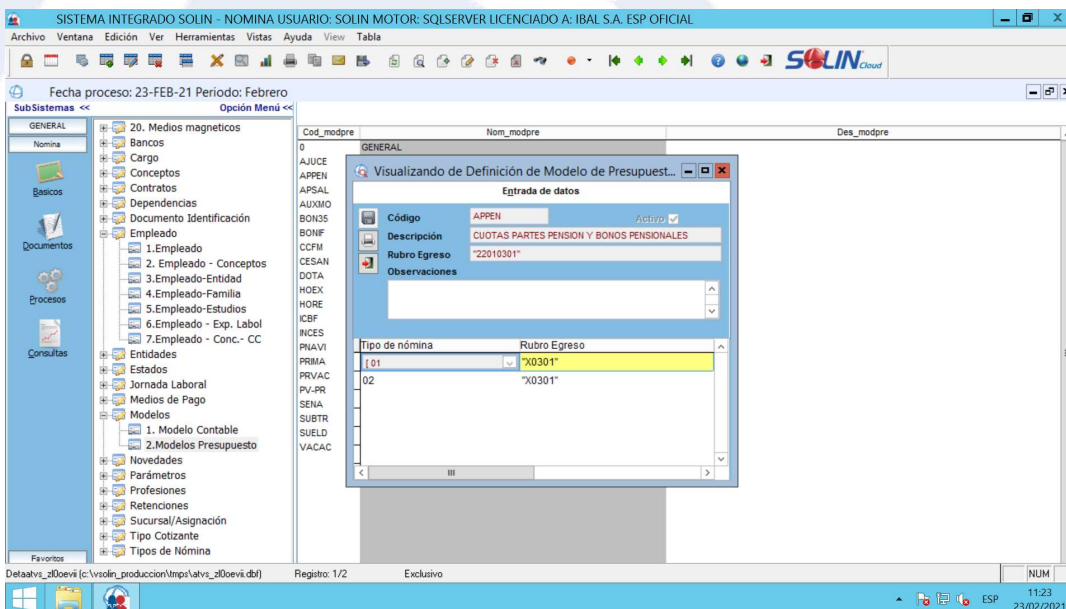 SISTEMA INTEGRADO SOLIN - NOMINA USUARIO: SOLIN MOTOR: SQLSERVER LICENCIADO A: IBAL S.A. ESP OFICIAL
Archivo Ventana Edición Ver Herramientas Vistas Ayuda View Tabla
SOLIN Cloud
Fecha proceso: 23-FEB-21 Periodo: Febrero
SubSistemas << Opción Menú <<
GENERAL
Nomina
Basicos
Documentos
Procesos
Consultas
Favoritos
20. Medios magneticos
Bancos
Cargo
Conceptos
Contratos
Dependencias
Documento Identificación
Empleado
1.Empleado
2. Empleado - Conceptos
3.Empleado-Entidad
4.Empleado-Familia
5.Empleado-Estudios
6.Empleado - Exp. Labol
7.Empleado - Conc.- CC
Entidades
Estados
Jornada Laboral
Medios de Pago
Modelos
1. Modelo Contable
2.Modelos Presupuesto
Novedades
Parámetros
Profesiones
Retenciones
Sucursal/Asignación
Tipo Cotizante
Tipos de Nómina
Cod_modpre Nom_modpre Des_modpre
0 GENERAL
AJUCE
APPEN
APSAL
AUXMO
BON35
BONIF
CCFM
CESAN
DOTA
HOEX
HORE
ICBF
INCES
PNAVI
PRIMA
PRVAC
PV-PR
SENA
SUBTR
SUELD
VACAC
Visualizando de Definición de Modelo de Presupuest...
Entrada de datos
Código APPEN Activo
Descripción CUOTAS PARTES PENSION Y BONOS PENSIONALES
Rubro Egreso "22010301"
Observaciones
Tipo de nómina Rubro Egreso
[ 01 "X0301"
02 "X0301"
Detaatvs_zl0oevii (c:\vsolin_produccion\tmps\atvs_zl0oevii.dbf) Registro: 1/2 Exclusivo NUM
ESP 11:23
23/02/2021